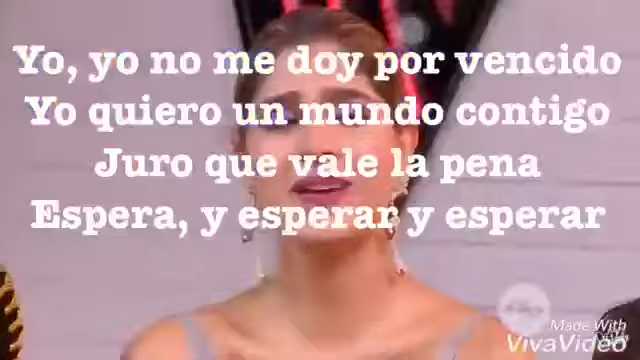 Yo, yo no me doy por vencido
Yo quiero un mundo contigo
Juro que vale la pena
Espera, y esperar y esperar
Made With
VivaVideo